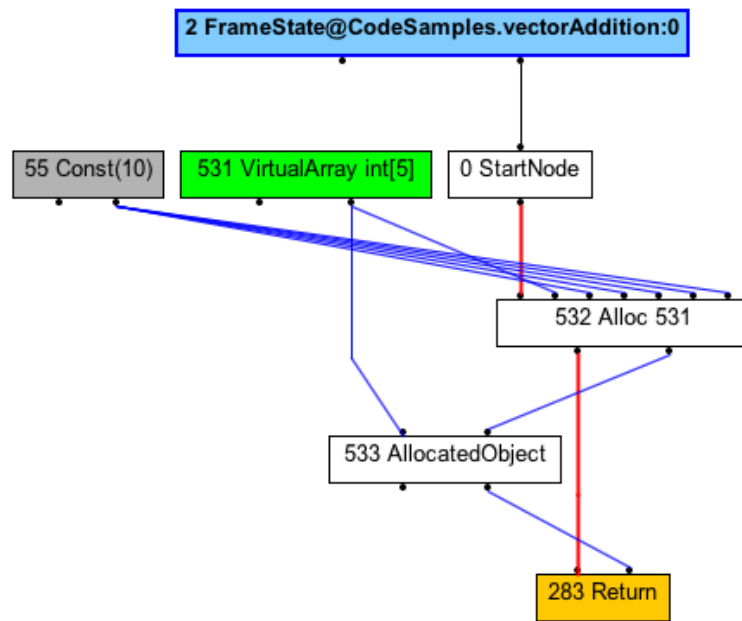 2 FrameState@CodeSamples.vectorAddition:0
55 Const(10)
531 VirtualArray int[5]
0 StartNode
532 Alloc 531
533 AllocatedObject
283 Return